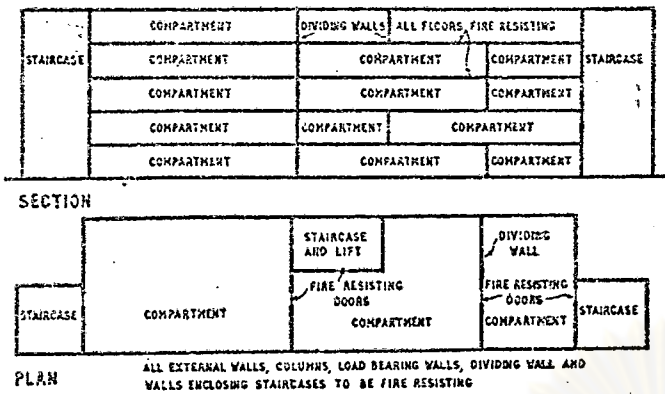 COMPARTMENT DIVIDING WALLS ALL FLOORS, FIRE RESISTING
STAIRCASE COMPARTMENT COMPARTMENT COMPARTMENT STAIRCASE
COMPARTMENT COMPARTMENT COMPARTMENT
COMPARTMENT COMPARTMENT COMPARTMENT
COMPARTMENT COMPARTMENT COMPARTMENT
SECTION
STAIRCASE
AND LIFT
DIVIDING
WALL
FIRE RESISTING
DOORS
FIRE RESISTING
DOORS
STAIRCASE COMPARTMENT COMPARTMENT COMPARTMENT STAIRCASE
PLAN
ALL EXTERNAL WALLS, COLUMNS, LOAD BEARING WALLS, DIVIDING WALL AND
WALLS ENCLOSING STAIRCASES TO BE FIRE RESISTING